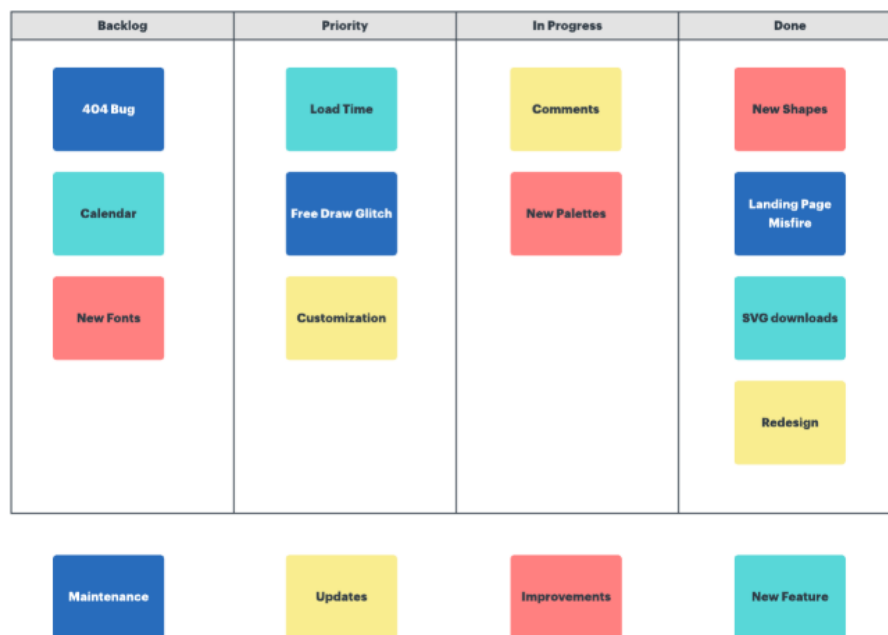 Backlog
Priority
In Progress
Done
404 Bug
Load Time
Comments
New Shapes
Calendar
Free Draw Glitch
New Palettes
Landing Page
Misfire
New Fonts
Customization
SVG downloads
Redesign
Maintenance
Updates
Improvements
New Feature